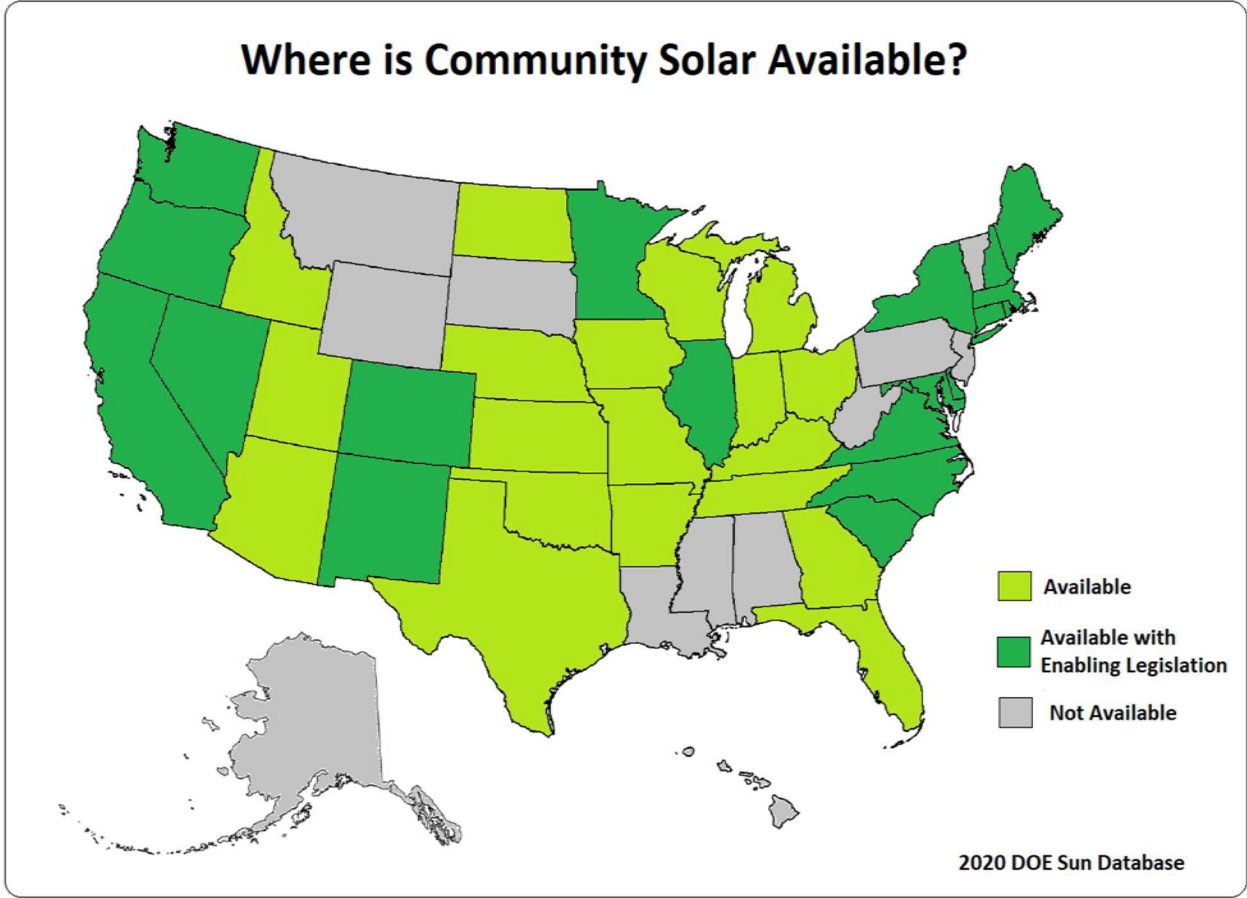 Where is Community Solar Available?
Available
Available with
Enabling Legislation
Not Available
2020 DOE Sun Database